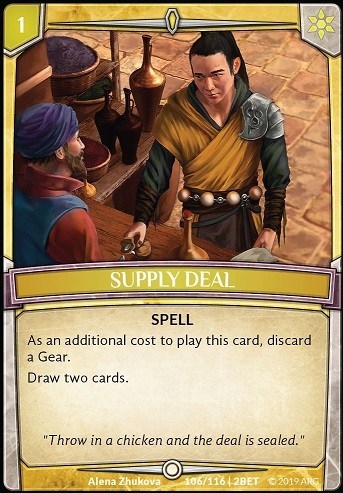 1
SUPPLY DEAL
SPELL
As an additional cost to play this card, discard
a Gear.
Draw two cards.
"Throw in a chicken and the deal is sealed."
Alena Zhukova 106/116 | 2BET © 2019 ARG